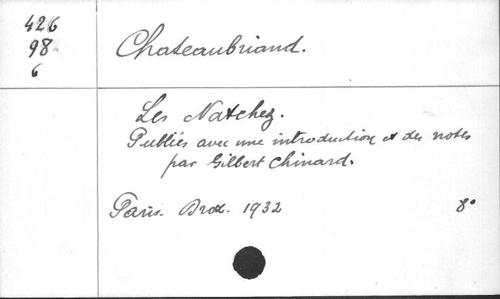 426
98
6
Chateaubriand.
Les Natchez.
Publiés avec une introduction et des notes
par Gilbert Chinard.
Paris. Droz. 1932 8°